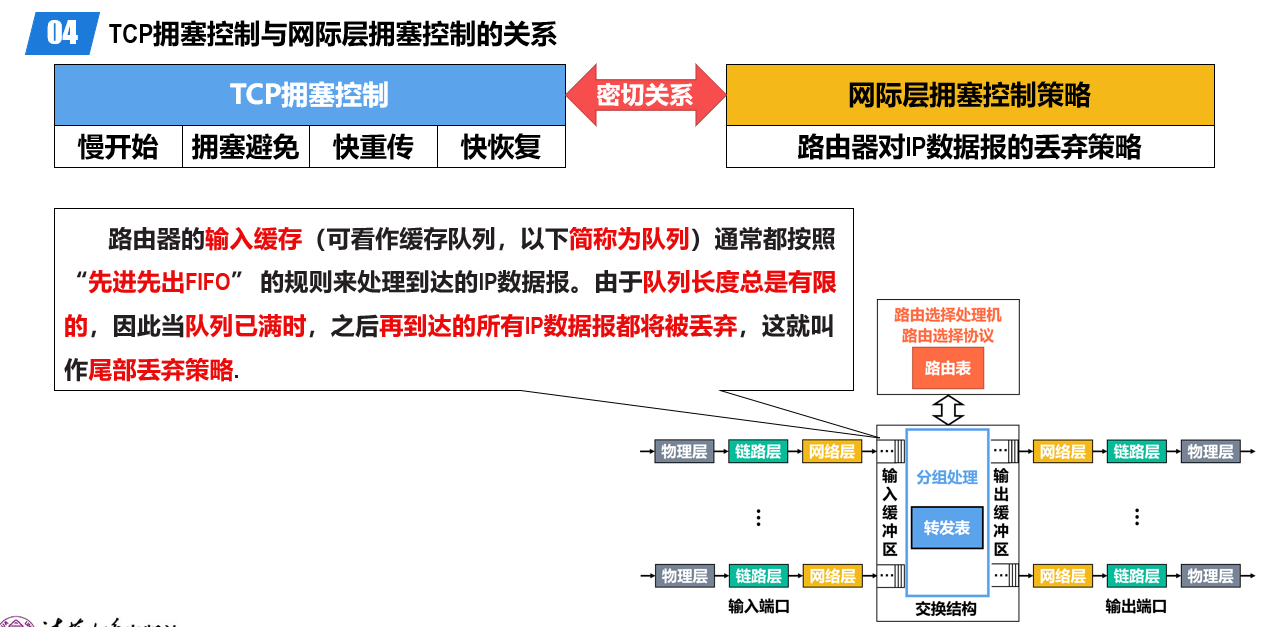 04 TCP拥塞控制与网际层拥塞控制的关系
TCP拥塞控制
密切关系
网际层拥塞控制策略
慢开始 拥塞避免 快重传 快恢复
路由器对IP数据报的丢弃策略
路由器的输入缓存（可看作缓存队列，以下简称为队列）通常都按照
“先进先出FIFO” 的规则来处理到达的IP数据报。由于队列长度总是有限
的，因此当队列已满时，之后再到达的所有IP数据报都将被丢弃，这就叫
作尾部丢弃策略.
路由选择处理机
路由选择协议
路由表
物理层 链路层 网络层 … … 网络层 链路层 物理层
输入缓冲区
分组处理
转发表
输出缓冲区
⋮ ⋮
物理层 链路层 网络层 … … 网络层 链路层 物理层
输入端口
交换结构
输出端口